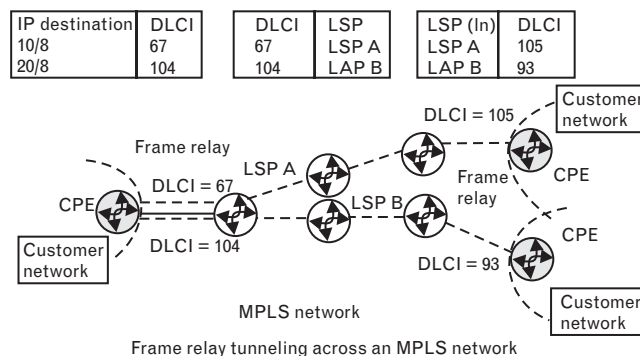 IP destination DLCI
10/8 67
20/8 104
DLCI LSP
67 LSP A
104 LAP B
LSP (In) DLCI
LSP A 105
LAP B 93
DLCI = 105
Customer
network
Frame relay
LSP A
DLCI = 67
CPE
Frame
relay
CPE
LSP B
DLCI = 104
Customer
network
CPE
DLCI = 93
MPLS network
Customer
network
Frame relay tunneling across an MPLS network